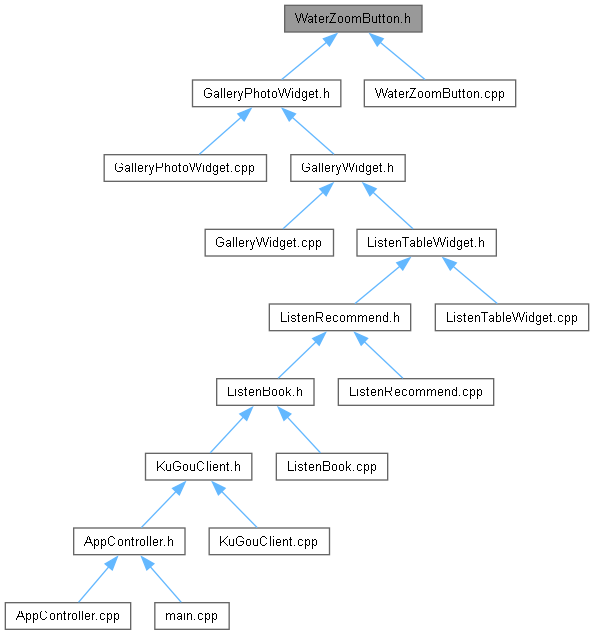 WaterZoomButton.h
GalleryPhotoWidget.h
WaterZoomButton.cpp
GalleryPhotoWidget.cpp
GalleryWidget.h
GalleryWidget.cpp
ListenTableWidget.h
ListenRecommend.h
ListenTableWidget.cpp
ListenBook.h
ListenRecommend.cpp
KuGouClient.h
ListenBook.cpp
AppController.h
KuGouClient.cpp
AppController.cpp
main.cpp